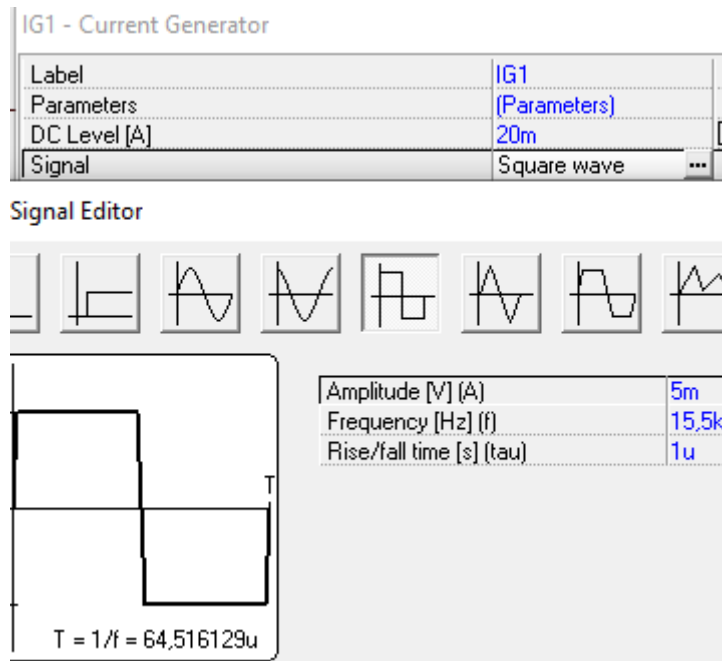 IG1 - Current Generator
Label IG1
Parameters (Parameters)
DC Level [A] 20m
Signal Square wave ...
Signal Editor
Amplitude [V] (A) 5m
Frequency [Hz] (f) 15,5k
Rise/fall time [s] (tau) 1u
T
T = 1/f = 64,516129u